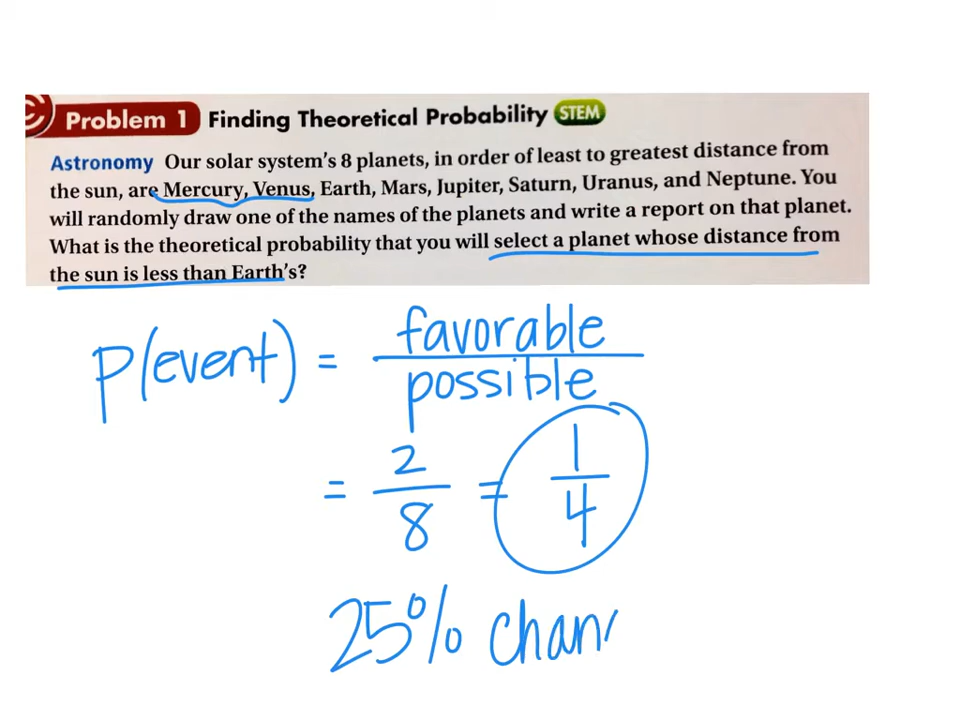 Problem 1 Finding Theoretical Probability STEM
Astronomy Our solar system's 8 planets, in order of least to greatest distance from
the sun, are Mercury, Venus, Earth, Mars, Jupiter, Saturn, Uranus, and Neptune. You
will randomly draw one of the names of the planets and write a report on that planet.
What is the theoretical probability that you will select a planet whose distance from
the sun is less than Earth's?
P(event) = favorable
possible
= 2/8 = 1/4
25% chan